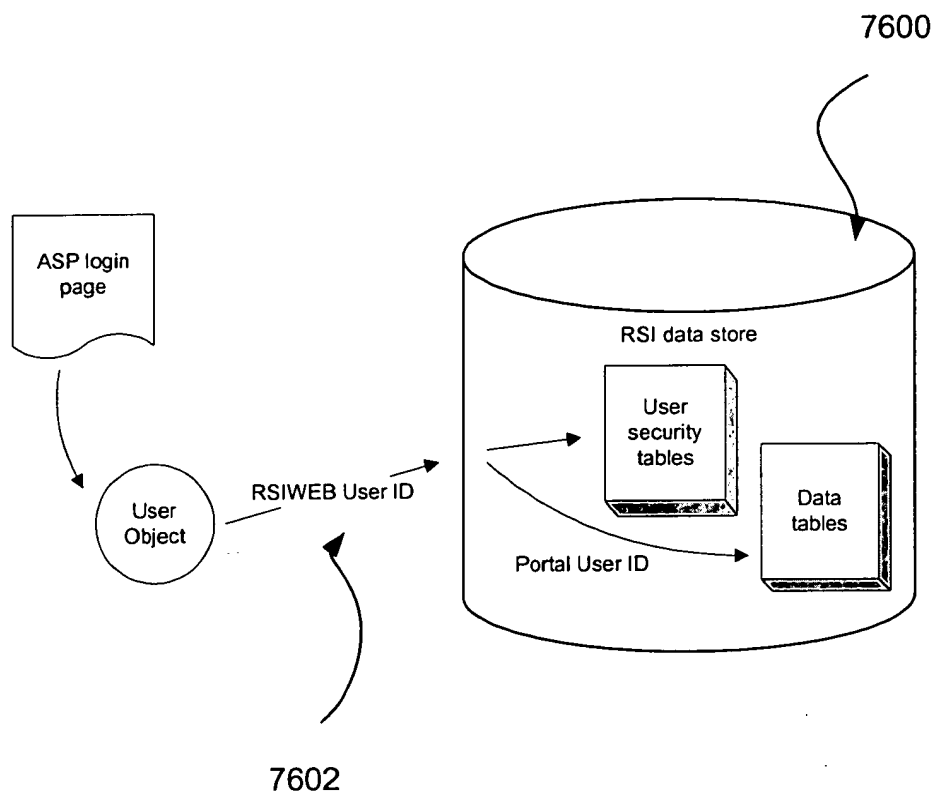 7600
ASP login
page
RSI data store
User
security
tables
RSIWEB User ID
User
Object
Data
tables
Portal User ID
7602